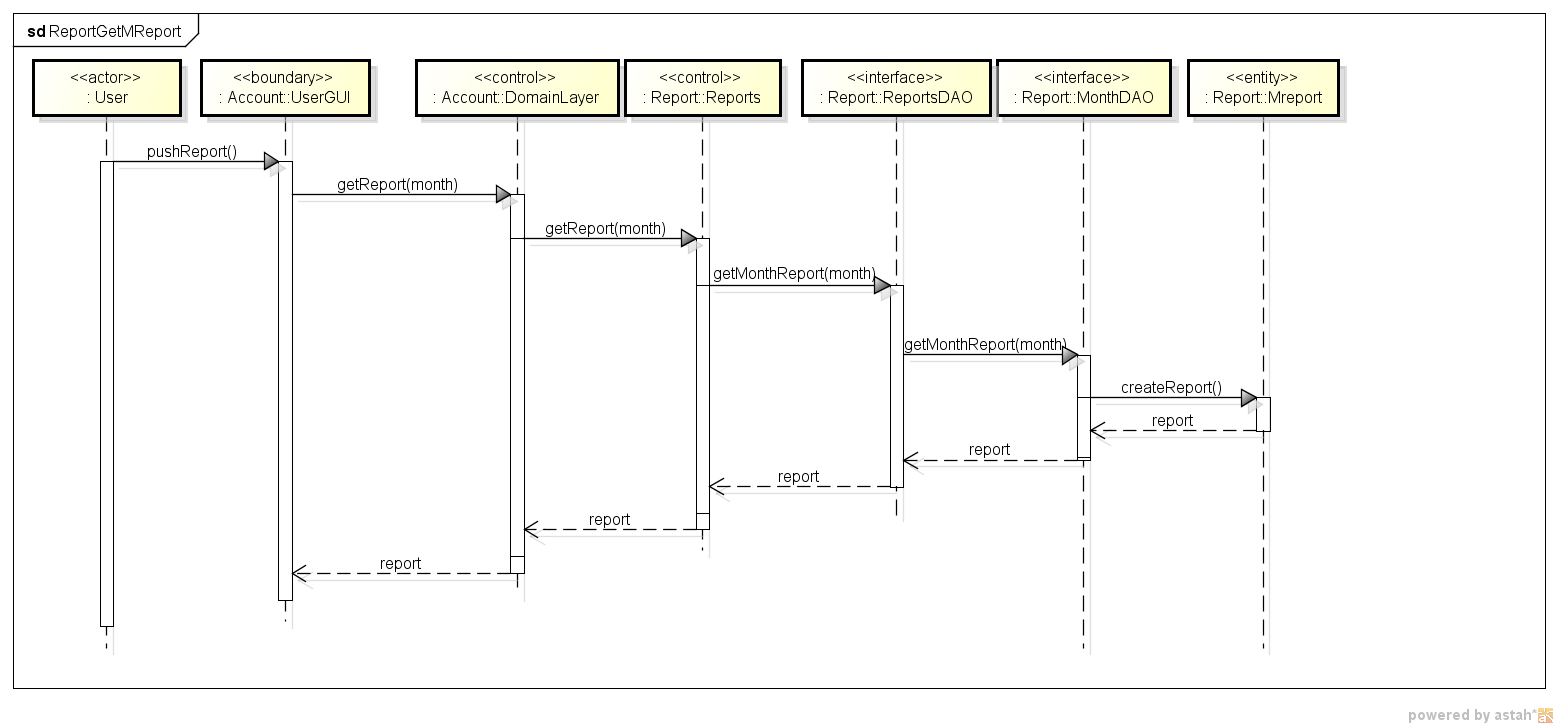 sd ReportGetMReport
<<actor>>
: User
<<boundary>>
: Account::UserGUI
<<control>>
: Account::DomainLayer
<<control>>
: Report::Reports
<<interface>>
: Report::ReportsDAO
<<interface>>
: Report::MonthDAO
<<entity>>
: Report::Mreport
pushReport()
getReport(month)
getReport(month)
getMonthReport(month)
getMonthReport(month)
createReport()
report
report
report
report
report
powered by astah*